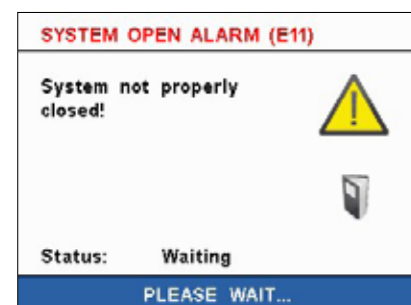 SYSTEM OPEN ALARM (E11)
System not properly
closed!
Status: Waiting
PLEASE WAIT...